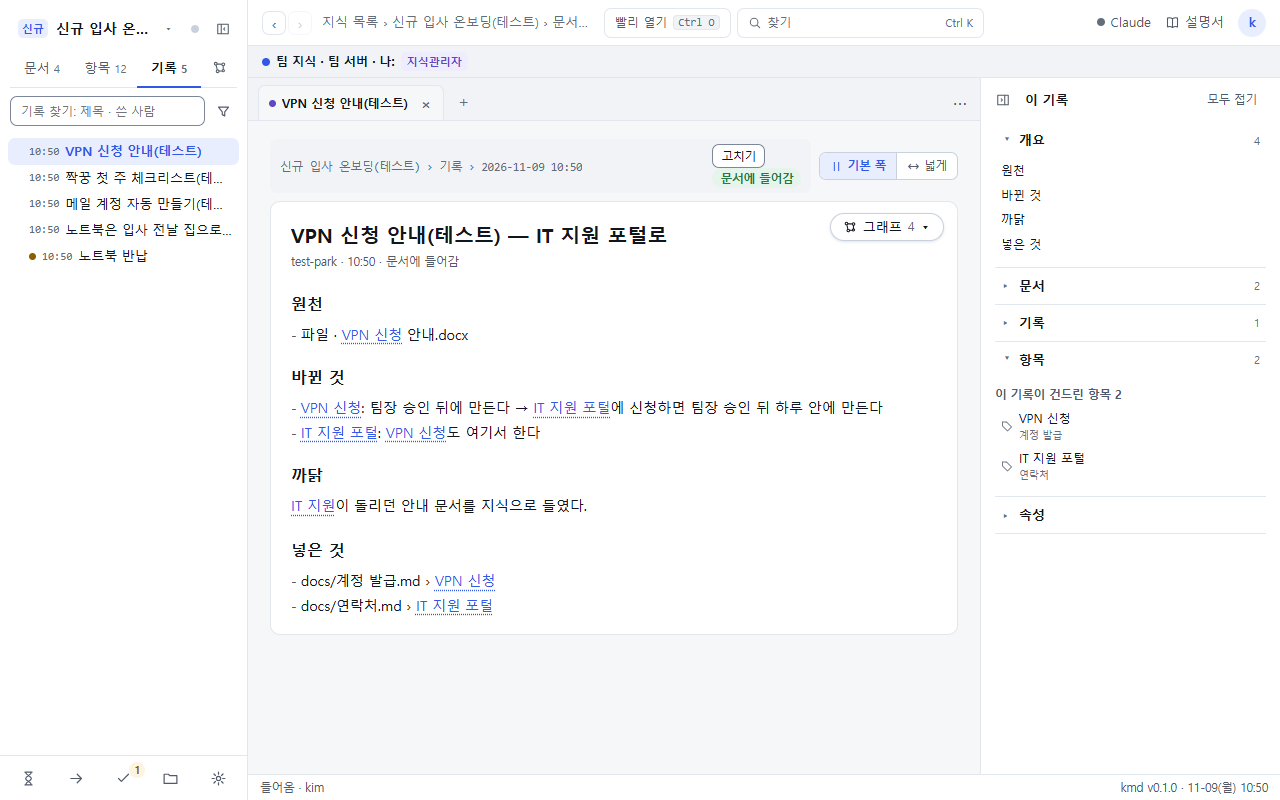 신규 신규 입사 온...
문서 4 항목 12 기록 5
기록 찾기: 제목 · 쓴 사람
10:50 VPN 신청 안내(테스트)
10:50 짝꿍 첫 주 체크리스트(테...
10:50 메일 계정 자동 만들기(테...
10:50 노트북은 입사 전날 집으로...
10:50 노트북 반납
1
지식 목록 › 신규 입사 온보딩(테스트) › 문서...
빨리 열기 Ctrl O
찾기 Ctrl K
Claude
설명서
k
팀 지식 · 팀 서버 · 나: 지식관리자
VPN 신청 안내(테스트) × +
신규 입사 온보딩(테스트) › 기록 › 2026-11-09 10:50
고치기
문서에 들어감
기본 폭 넓게
VPN 신청 안내(테스트) — IT 지원 포털로
그래프 4
test-park · 10:50 · 문서에 들어감
원천
- 파일 · VPN 신청 안내.docx
바뀐 것
- VPN 신청: 팀장 승인 뒤에 만든다 → IT 지원 포털에 신청하면 팀장 승인 뒤 하루 안에 만든다
- IT 지원 포털: VPN 신청도 여기서 한다
까닭
IT 지원이 돌리던 안내 문서를 지식으로 들였다.
넣은 것
- docs/계정 발급.md › VPN 신청
- docs/연락처.md › IT 지원 포털
이 기록 모두 접기
개요 4
원천
바뀐 것
까닭
넣은 것
문서 2
기록 1
항목 2
이 기록이 건드린 항목 2
VPN 신청
계정 발급
IT 지원 포털
연락처
속성
들어옴 · kim
kmd v0.1.0 · 11-09(월) 10:50